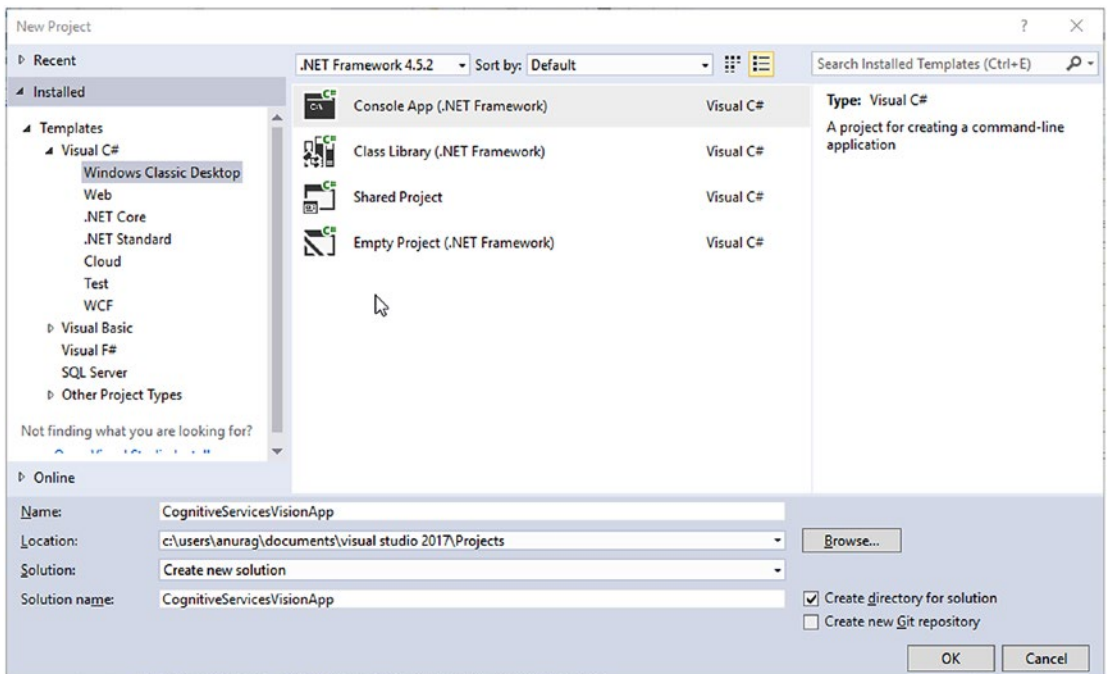 New Project
?
Recent
.NET Framework 4.5.2
Sort by: Default
Search Installed Templates (Ctrl+E)
Installed
Templates
Visual C#
Windows Classic Desktop
Web
.NET Core
.NET Standard
Cloud
Test
WCF
Visual Basic
Visual F#
SQL Server
Other Project Types
Not finding what you are looking for?
Online
C# Console App (.NET Framework) Visual C#
C# Class Library (.NET Framework) Visual C#
C# Shared Project Visual C#
C# Empty Project (.NET Framework) Visual C#
Type: Visual C#
A project for creating a command-line
application
Name: CognitiveServicesVisionApp
Location: c:\users\anurag\documents\visual studio 2017\Projects
Browse...
Solution: Create new solution
Solution name: CognitiveServicesVisionApp
Create directory for solution
Create new Git repository
OK
Cancel